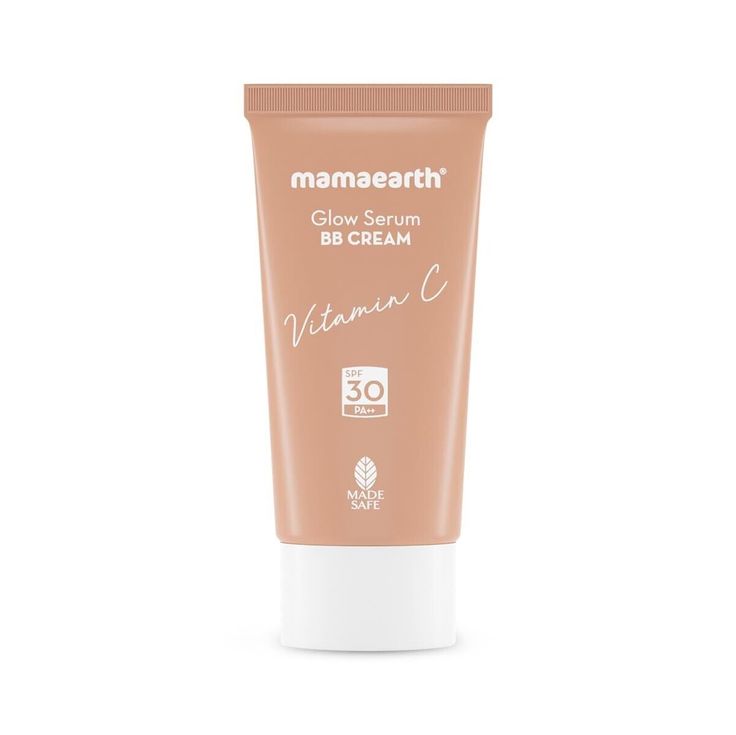 mamaearth®
Glow Serum
BB CREAM
Vitamin C
SPF
30
PA++
MADE
SAFE